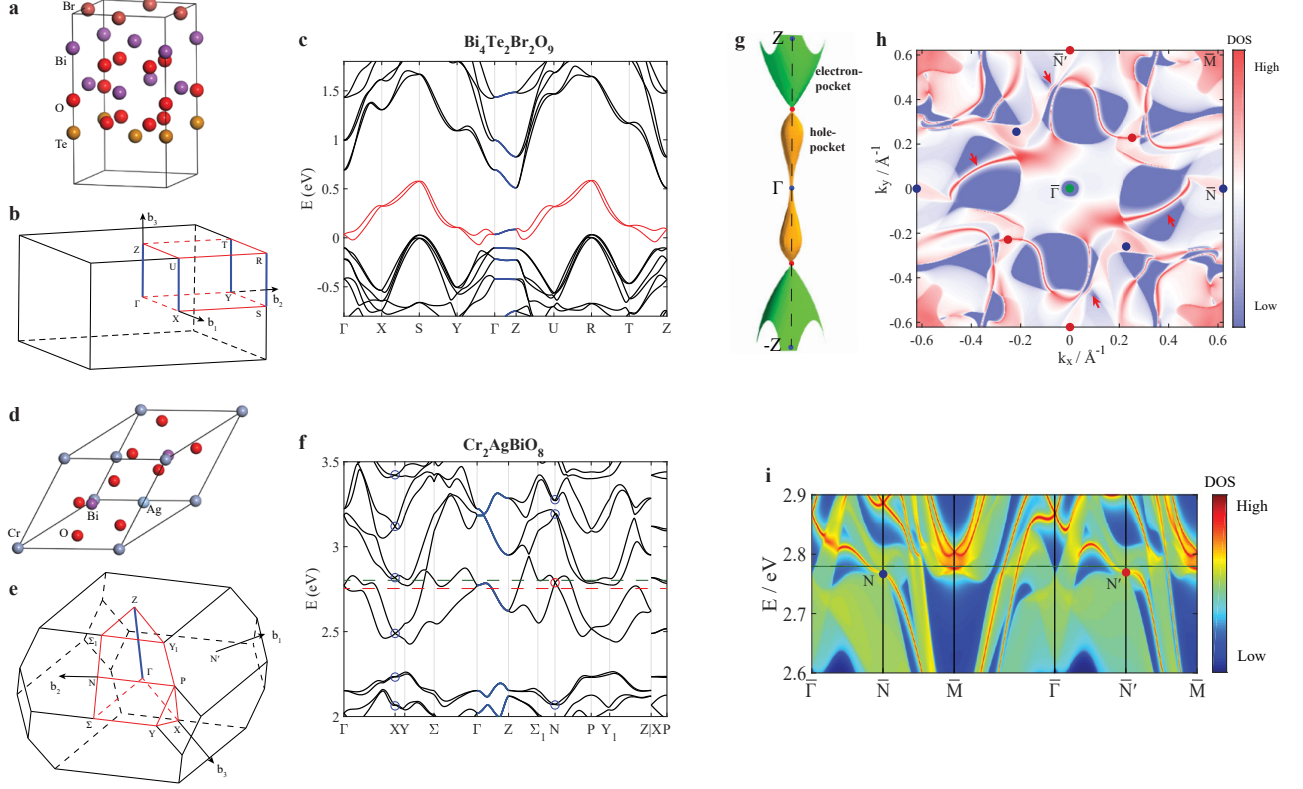 a
Br
Bi
O
Te
b
b3
Z
T
U
R
Γ
Y
b2
X
S
b1
c
Bi4Te2Br2O9
E (eV)
1.5
1
0.5
0
-0.5
Γ X S Y Γ Z U R T Z
d
Cr
Bi
Ag
O
e
Z
Σ1
Y1
b1
N'
Γ
b2
N
P
Σ
Y
X
b3
f
Cr2AgBiO8
E (eV)
3.5
3
2.5
2
Γ XY Σ Γ Z Σ1 N P Y1 Z|XP
g
Z
electron-
pocket
hole-
pocket
Γ
-Z
h
DOS
High
Low
N̄'
M̄
Γ̄
N̄
ky / Å-1
0.6
0.4
0.2
0
-0.2
-0.4
-0.6
-0.6 -0.4 -0.2 0 0.2 0.4 0.6
kx / Å-1
i
DOS
High
Low
E / eV
2.9
2.8
2.7
2.6
N
N'
Γ̄ N̄ M̄ Γ̄ N̄' M̄